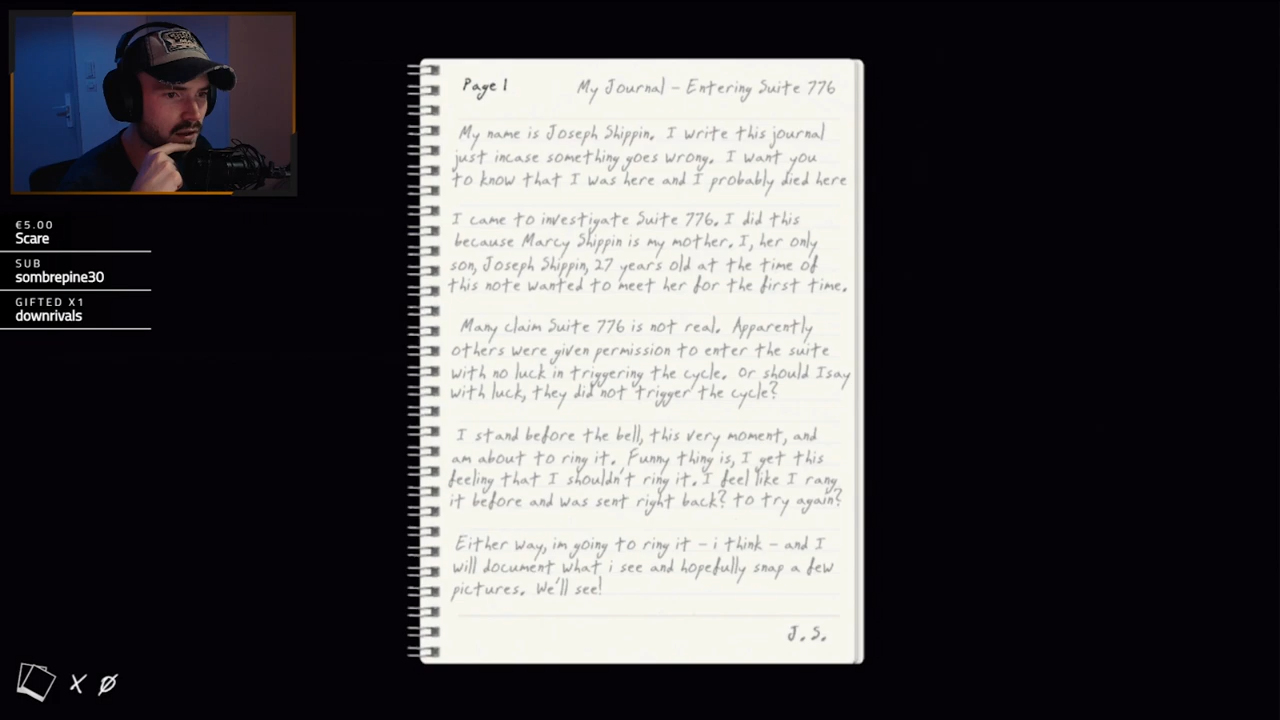 €5.00
Scare
SUB
sombrepine30
GIFTED X1
downrivals
Page 1
My Journal - Entering Suite 776
My name is Joseph Shippin. I write this journal
just incase something goes wrong. I want you
to know that I was here and I probably died here
I came to investigate Suite 776. I did this
because Marcy Shippin is my mother. I, her only
son, Joseph Shippin, 27 years old at the time of
this note wanted to meet her for the first time.
Many claim Suite 776 is not real. Apparently
others were given permission to enter the suite
with no luck in triggering the cycle. Or should I say
with luck, they did not trigger the cycle?
I stand before the bell, this very moment, and
am about to ring it. Funny thing is, I get this
feeling that I shouldn't ring it. I feel like I rang
it before and was sent right back? to try again?
Either way, im going to ring it - i think - and I
will document what i see and hopefully snap a few
pictures. We'll see!
J.S.
X 0